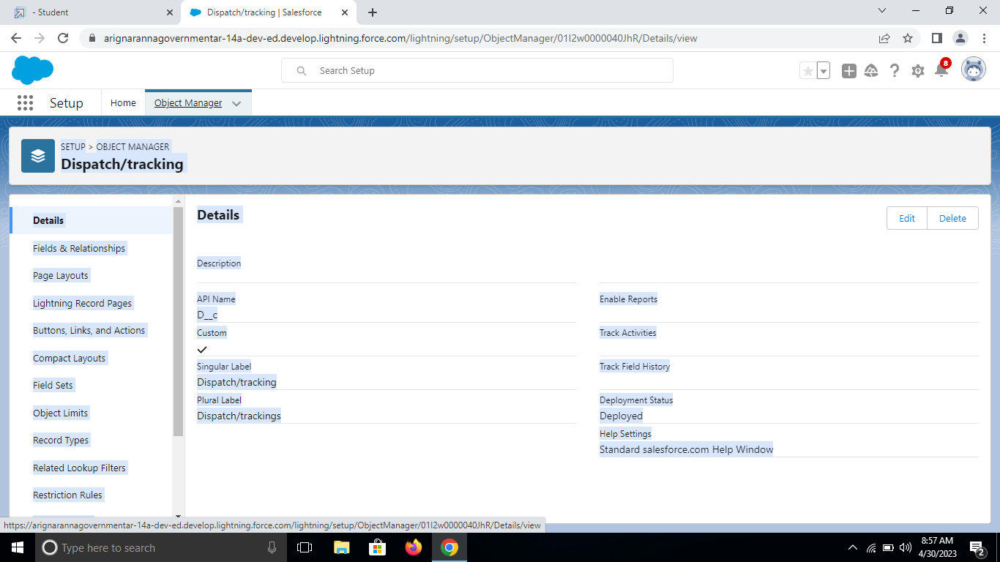 - Student
Dispatch/tracking | Salesforce
arignarannagovernmentar-14a-dev-ed.develop.lightning.force.com/lightning/setup/ObjectManager/01I2w0000040JhR/Details/view
Search Setup
8
Setup
Home
Object Manager
SETUP > OBJECT MANAGER
Dispatch/tracking
Details
Fields & Relationships
Page Layouts
Lightning Record Pages
Buttons, Links, and Actions
Compact Layouts
Field Sets
Object Limits
Record Types
Related Lookup Filters
Restriction Rules
Details
Edit
Delete
Description
API Name
D__c
Custom
Singular Label
Dispatch/tracking
Plural Label
Dispatch/trackings
Enable Reports
Track Activities
Track Field History
Deployment Status
Deployed
Help Settings
Standard salesforce.com Help Window
https://arignarannagovernmentar-14a-dev-ed.develop.lightning.force.com/lightning/setup/ObjectManager/01I2w0000040JhR/Details/view
Type here to search
8:57 AM
4/30/2023
2